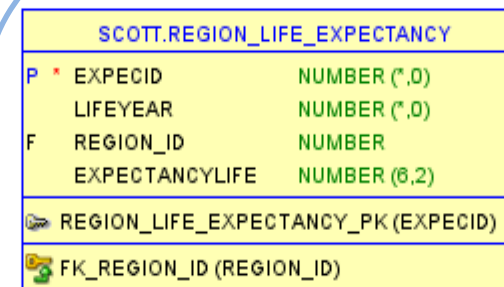 SCOTT.REGION_LIFE_EXPECTANCY
P * EXPECID NUMBER (*,0)
LIFEYEAR NUMBER (*,0)
F REGION_ID NUMBER
EXPECTANCYLIFE NUMBER (6,2)
REGION_LIFE_EXPECTANCY_PK (EXPECID)
FK_REGION_ID (REGION_ID)